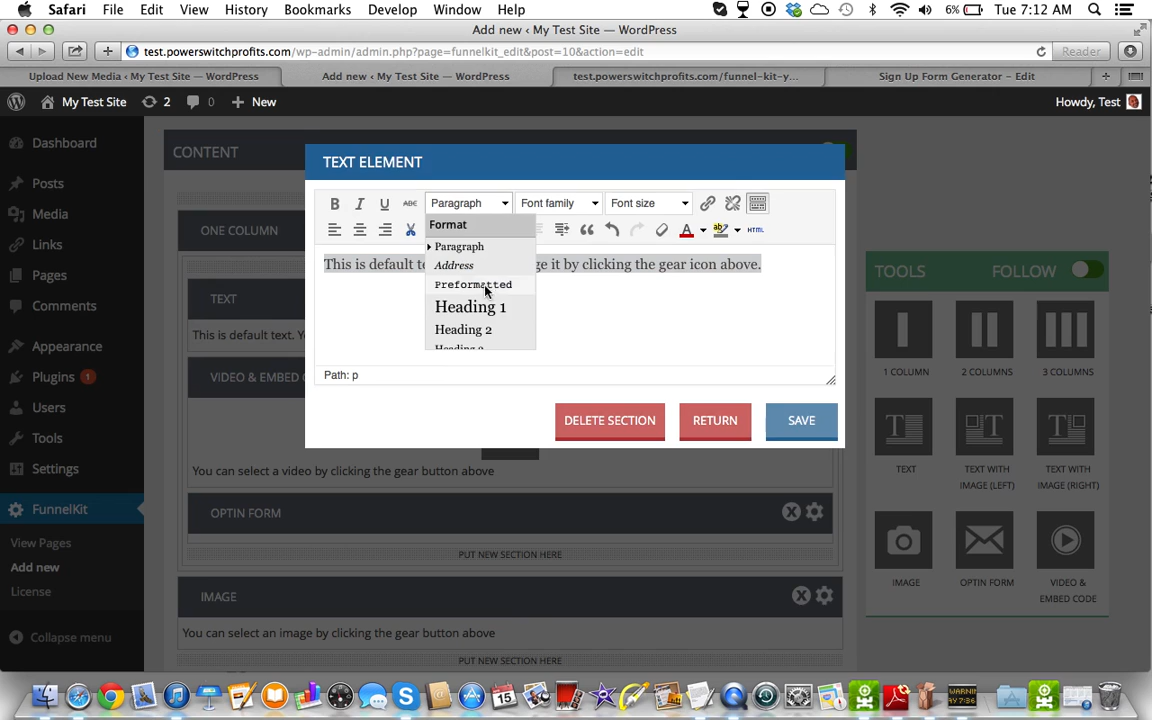 Safari File Edit View History Bookmarks Develop Window Help 6% Tue 7:12 AM
Add new ‹ My Test Site — WordPress
test.powerswitchprofits.com/wp-admin/admin.php?page=funnelkit_edit&post=10&action=edit Reader
Upload New Media ‹ My Test Site — WordPress Add new ‹ My Test Site — WordPress test.powerswitchprofits.com/funnel-kit-y... Sign Up Form Generator – Edit
My Test Site 2 0 New Howdy, Test
Dashboard
Posts
Media
Links
Pages
Comments
Appearance
Plugins 1
Users
Tools
Settings
FunnelKit
View Pages
Add new
License
Collapse menu
CONTENT
ONE COLUMN
TEXT
This is default text. Y
VIDEO & EMBED
You can select a video by clicking the gear button above
OPTIN FORM
PUT NEW SECTION HERE
IMAGE
You can select an image by clicking the gear button above
PUT NEW SECTION HERE
TEXT ELEMENT
B I U ABC Paragraph Font family Font size
HTML
Format
Paragraph
Address
Preformatted
Heading 1
Heading 2
This is default te ge it by clicking the gear icon above.
Path: p
DELETE SECTION RETURN SAVE
TOOLS FOLLOW
1 COLUMN 2 COLUMNS 3 COLUMNS
TEXT TEXT WITH IMAGE (LEFT) TEXT WITH IMAGE (RIGHT)
IMAGE OPTIN FORM VIDEO & EMBED CODE